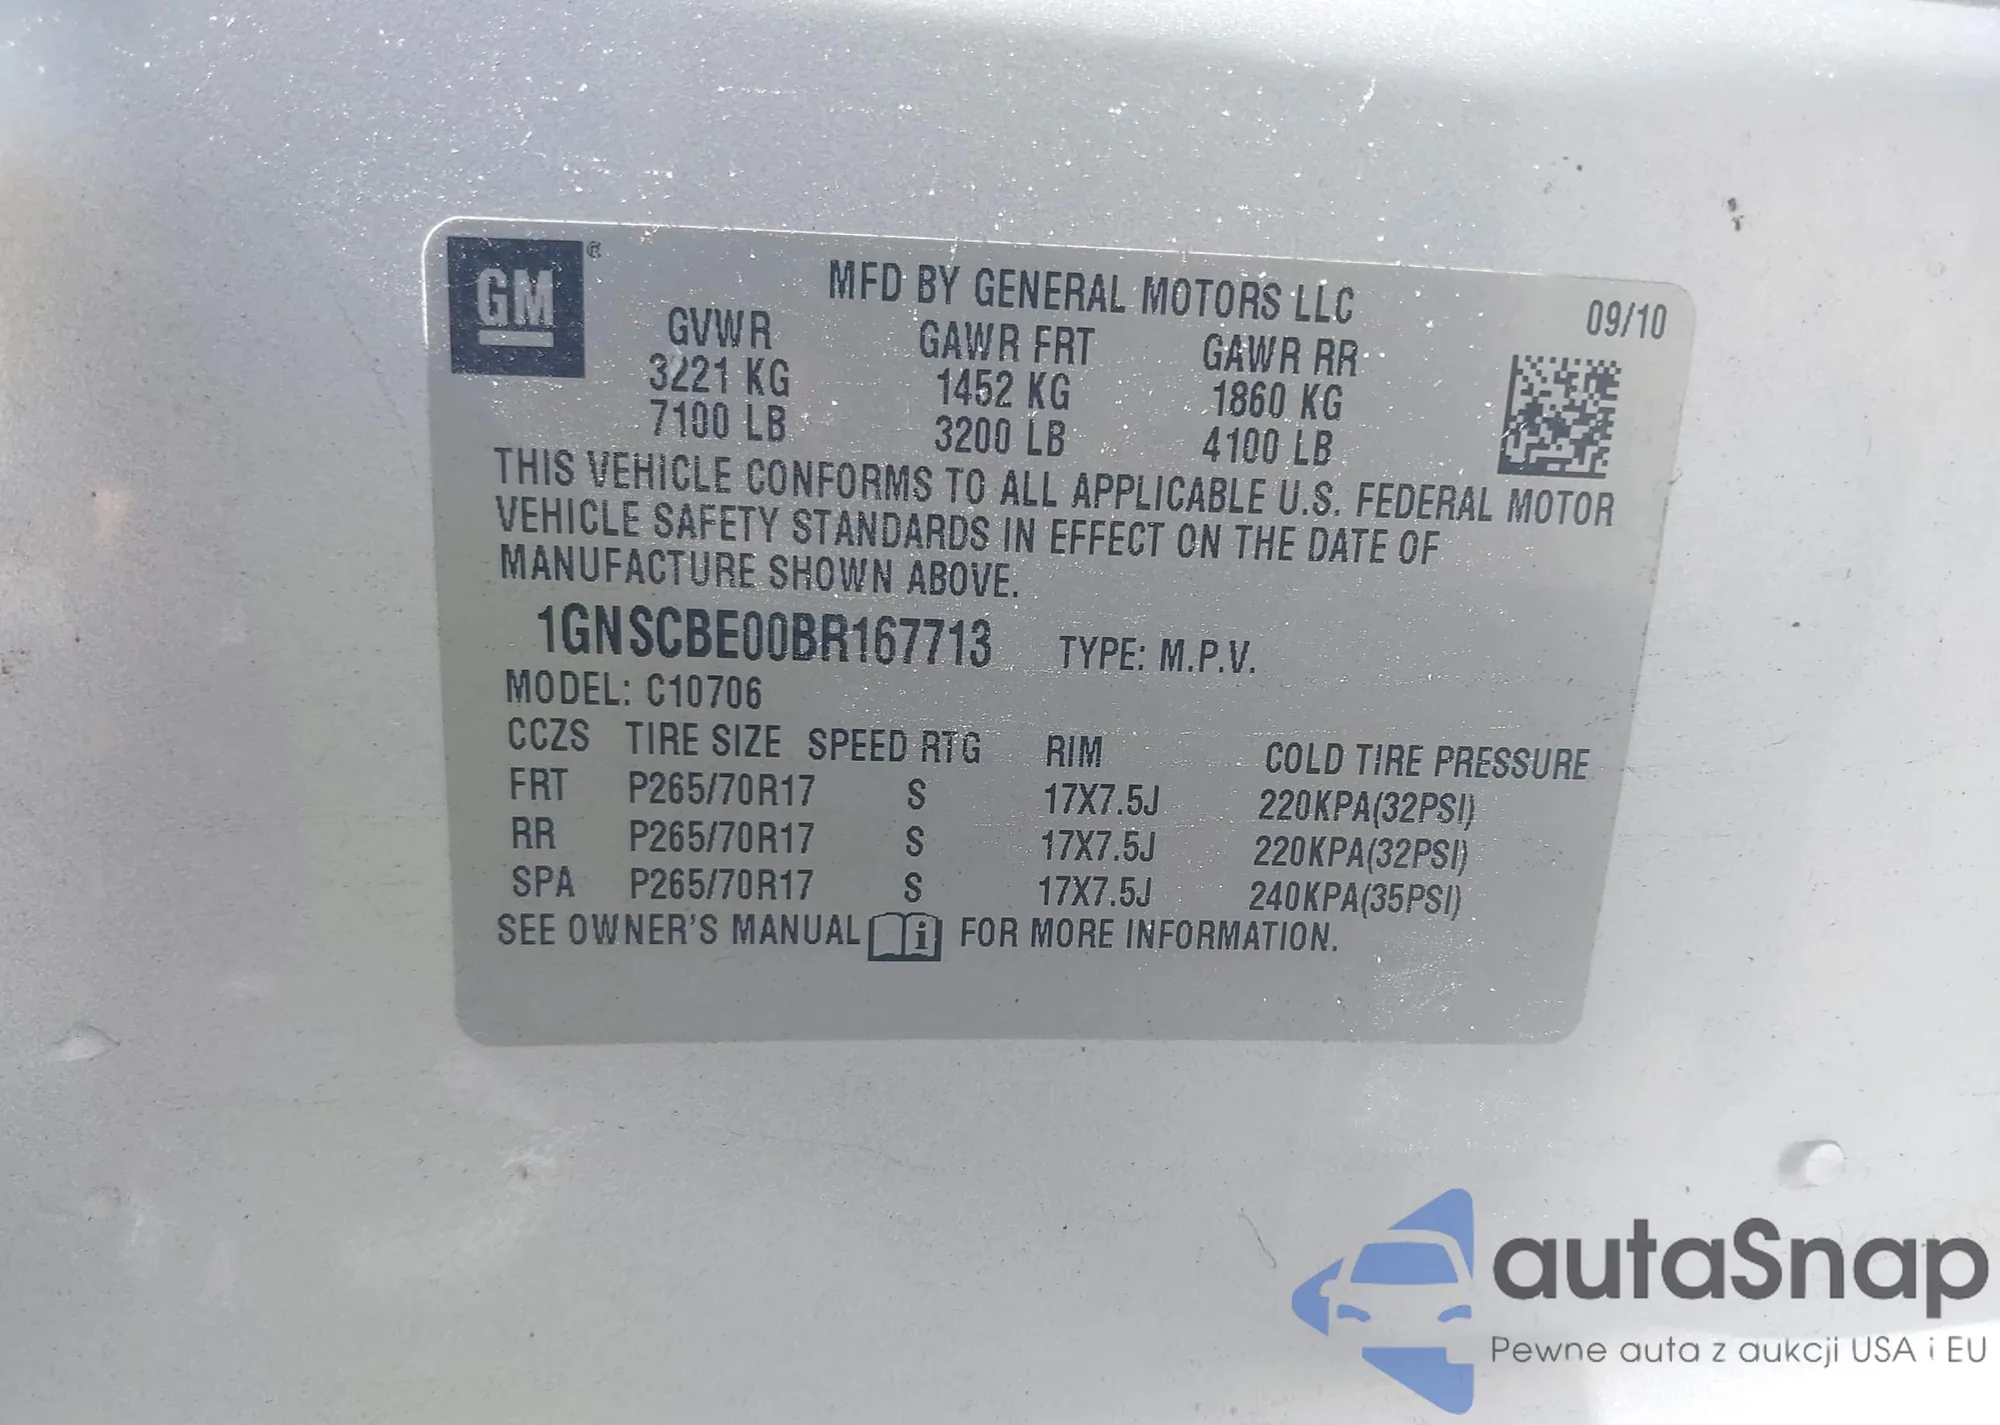 GM ®
MFD BY GENERAL MOTORS LLC 09/10
GVWR GAWR FRT GAWR RR
3221 KG 1452 KG 1860 KG
7100 LB 3200 LB 4100 LB
THIS VEHICLE CONFORMS TO ALL APPLICABLE U.S. FEDERAL MOTOR
VEHICLE SAFETY STANDARDS IN EFFECT ON THE DATE OF
MANUFACTURE SHOWN ABOVE.
1GNSCBE00BR167713 TYPE: M.P.V.
MODEL: C10706
CCZS TIRE SIZE SPEED RTG RIM COLD TIRE PRESSURE
FRT P265/70R17 S 17X7.5J 220KPA(32PSI)
RR P265/70R17 S 17X7.5J 220KPA(32PSI)
SPA P265/70R17 S 17X7.5J 240KPA(35PSI)
SEE OWNER'S MANUAL i FOR MORE INFORMATION.
autaSnap
Pewne auta z aukcji USA i EU